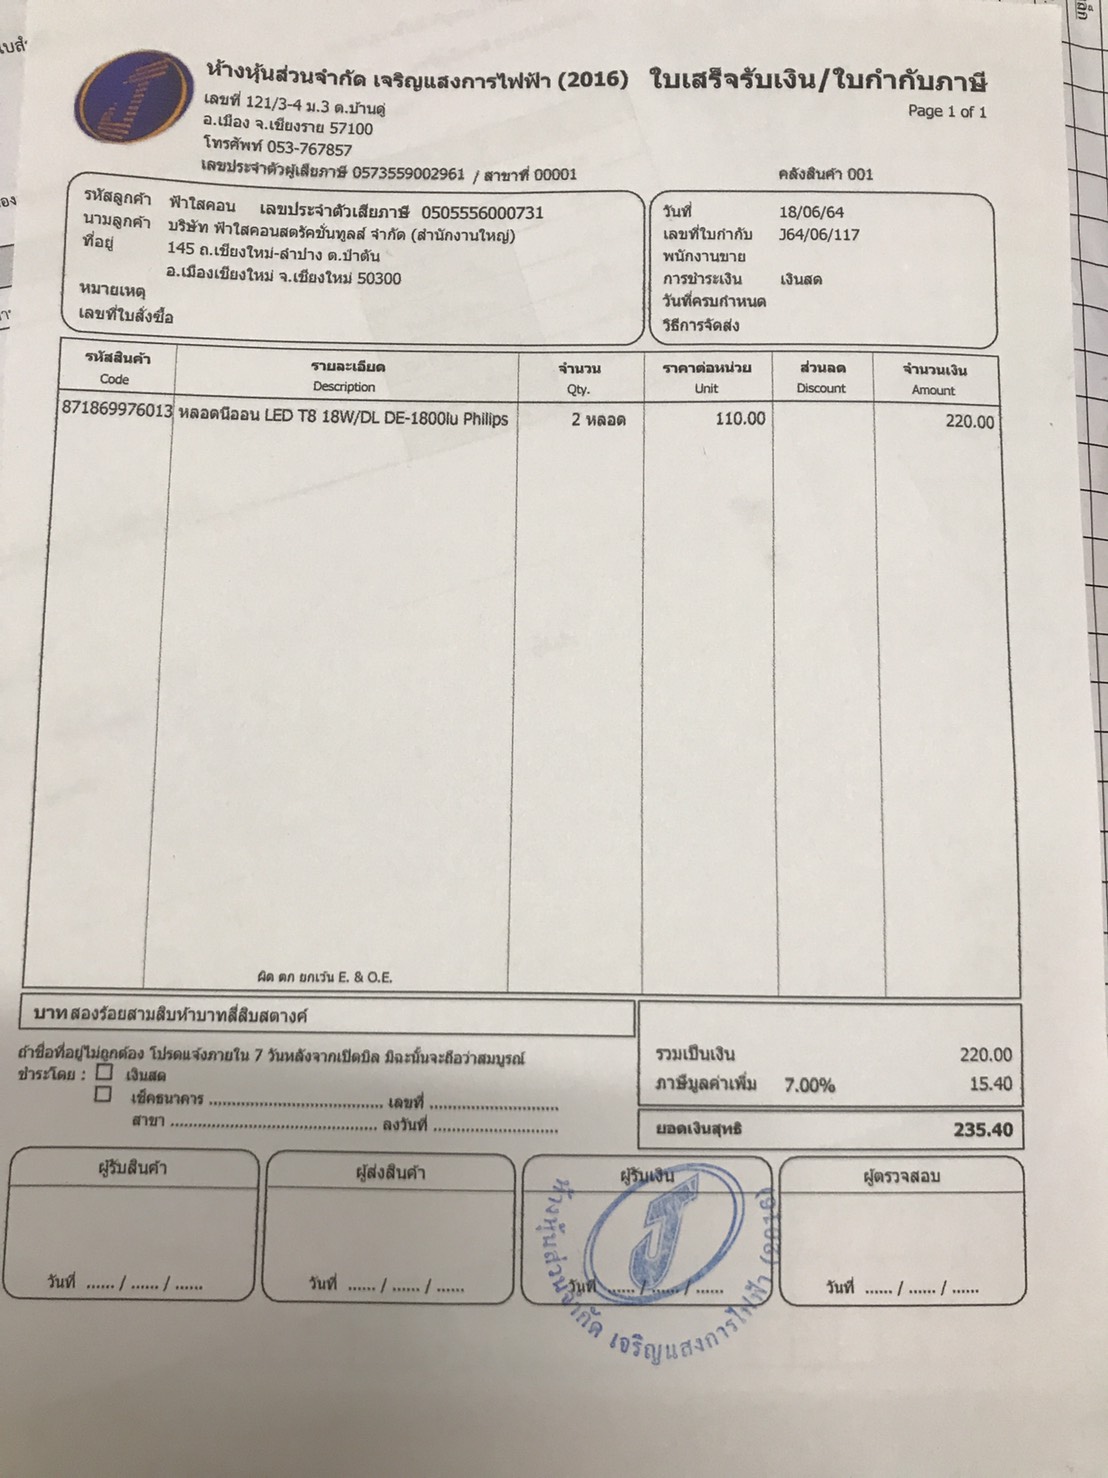 ห้างหุ้นส่วนจำกัด เจริญแสงการไฟฟ้า (2016) ใบเสร็จรับเงิน/ใบกำกับภาษี
เลขที่ 121/3-4 ม.3 ต.บ้านดู่
Page 1 of 1
อ.เมือง จ.เชียงราย 57100
โทรศัพท์ 053-767857
เลขประจำตัวผู้เสียภาษี 0573559002961 / สาขาที่ 00001
คลังสินค้า 001
รหัสลูกค้า ฟ้าใสคอน เลขประจำตัวเสียภาษี 0505556000731
นามลูกค้า บริษัท ฟ้าใสคอนสตรัคชั่นทูลส์ จำกัด (สำนักงานใหญ่)
ที่อยู่ 145 ถ.เชียงใหม่-ลำปาง ต.ป่าตัน
อ.เมืองเชียงใหม่ จ.เชียงใหม่ 50300
หมายเหตุ
เลขที่ใบสั่งซื้อ
วันที่ 18/06/64
เลขที่ใบกำกับ J64/06/117
พนักงานขาย
การชำระเงิน เงินสด
วันที่ครบกำหนด
วิธีการจัดส่ง
รหัสสินค้า รายละเอียด จำนวน ราคาต่อหน่วย ส่วนลด จำนวนเงิน
Code Description Qty. Unit Discount Amount
871869976013 หลอดนีออน LED T8 18W/DL DE-1800lu Philips 2 หลอด 110.00 220.00
ผิด ตก ยกเว้น E. & O.E.
บาทสองร้อยสามสิบห้าบาทสี่สิบสตางค์
ถ้าชื่อที่อยู่ไม่ถูกต้อง โปรดแจ้งภายใน 7 วันหลังจากเปิดบิล มิฉะนั้นจะถือว่าสมบูรณ์
ชำระโดย : เงินสด
เช็คธนาคาร ........................................ เลขที่ ..............................
สาขา ................................................ ลงวันที่ .............................
รวมเป็นเงิน 220.00
ภาษีมูลค่าเพิ่ม 7.00% 15.40
ยอดเงินสุทธิ 235.40
ผู้รับสินค้า ผู้ส่งสินค้า ผู้รับเงิน ผู้ตรวจสอบ
วันที่ ...... / ...... / ...... วันที่ ...... / ...... / ...... วันที่ ...... / ...... / ...... วันที่ ...... / ...... / ......
ห้างหุ้นส่วนจำกัด เจริญแสงการไฟฟ้า (2016)